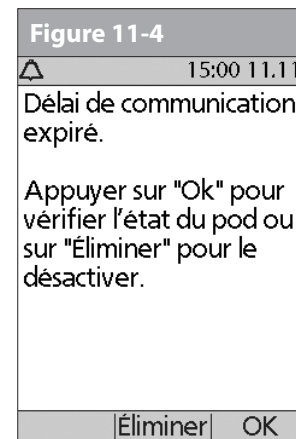 Figure 11-4
15:00 11.11
Délai de communication
expiré.
Appuyer sur "Ok" pour
vérifier l'état du pod ou
sur "Éliminer" pour le
désactiver.
Éliminer OK